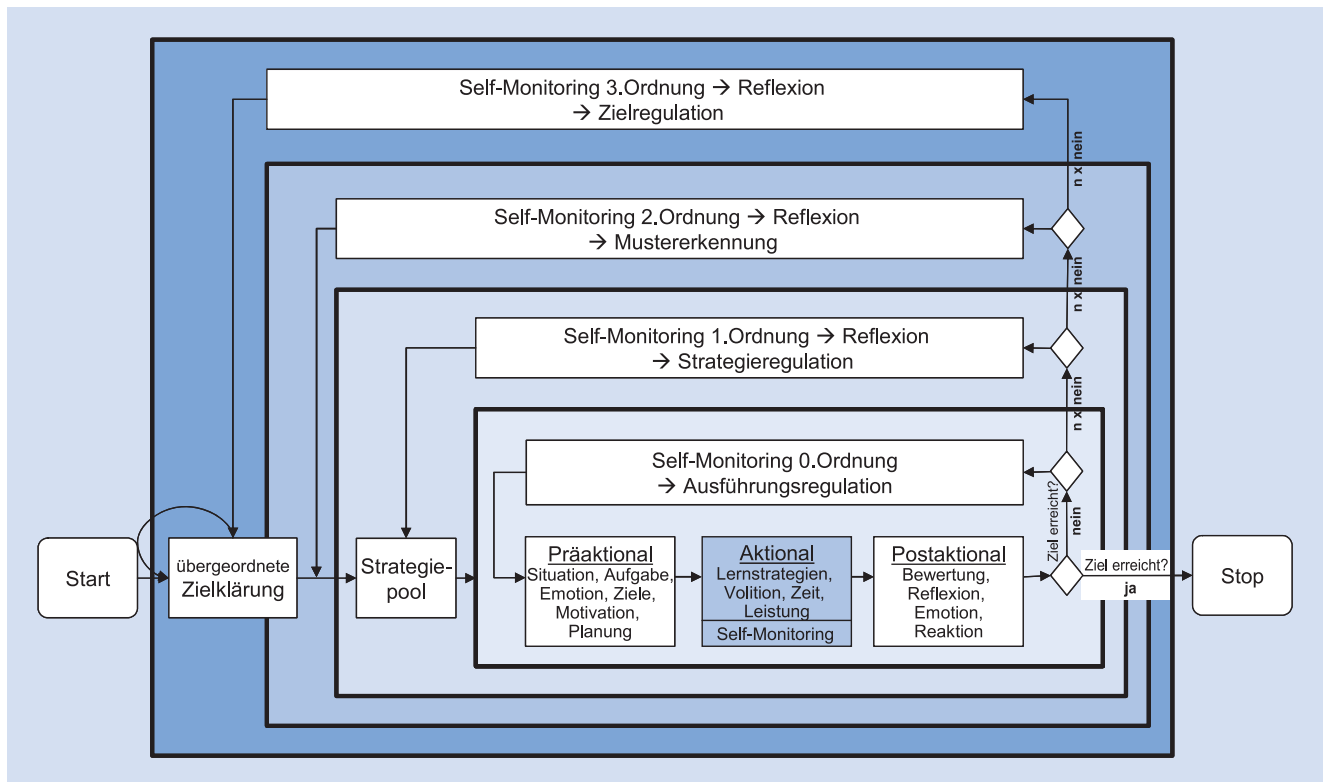 Self-Monitoring 3.Ordnung → Reflexion
→ Zielregulation
n x nein
Self-Monitoring 2.Ordnung → Reflexion
→ Mustererkennung
n x nein
Self-Monitoring 1.Ordnung → Reflexion
→ Strategieregulation
n x nein
Self-Monitoring 0.Ordnung
→ Ausführungsregulation
Ziel erreicht?
nein
Start
übergeordnete
Zielklärung
Strategie-
pool
Präaktional
Situation, Aufgabe,
Emotion, Ziele,
Motivation,
Planung
Aktional
Lernstrategien,
Volition, Zeit,
Leistung
Self-Monitoring
Postaktional
Bewertung,
Reflexion,
Emotion,
Reaktion
Ziel erreicht?
ja
Stop